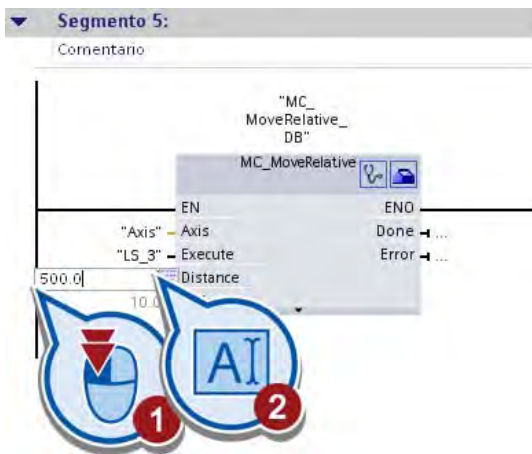 Segmento 5:
Comentario
"MC_
MoveRelative_
DB"
MC_MoveRelative
EN ENO
"Axis" Axis Done ...
"LS_3" Execute Error ...
500.0 Distance
10.0
1
AI
2